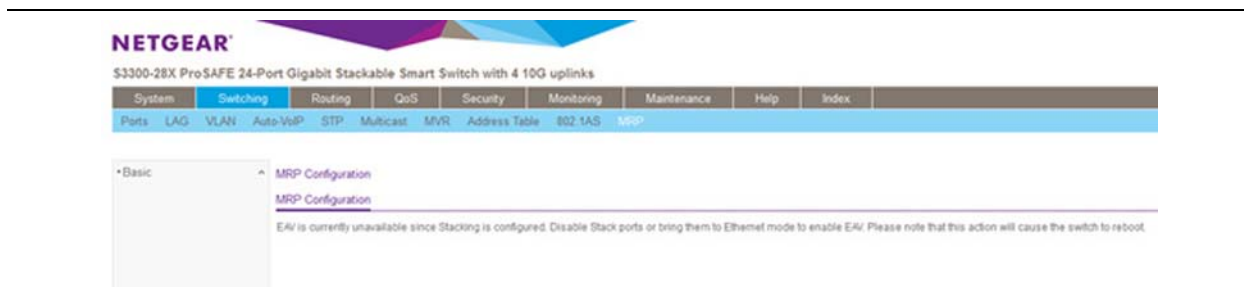 NETGEAR®
S3300-28X ProSAFE 24-Port Gigabit Stackable Smart Switch with 4 10G uplinks
System Switching Routing QoS Security Monitoring Maintenance Help Index
Ports LAG VLAN Auto-VoIP STP Multicast MVR Address Table 802.1AS MRP
•Basic
MRP Configuration
MRP Configuration
EAV is currently unavailable since Stacking is configured. Disable Stack ports or bring them to Ethernet mode to enable EAV. Please note that this action will cause the switch to reboot.